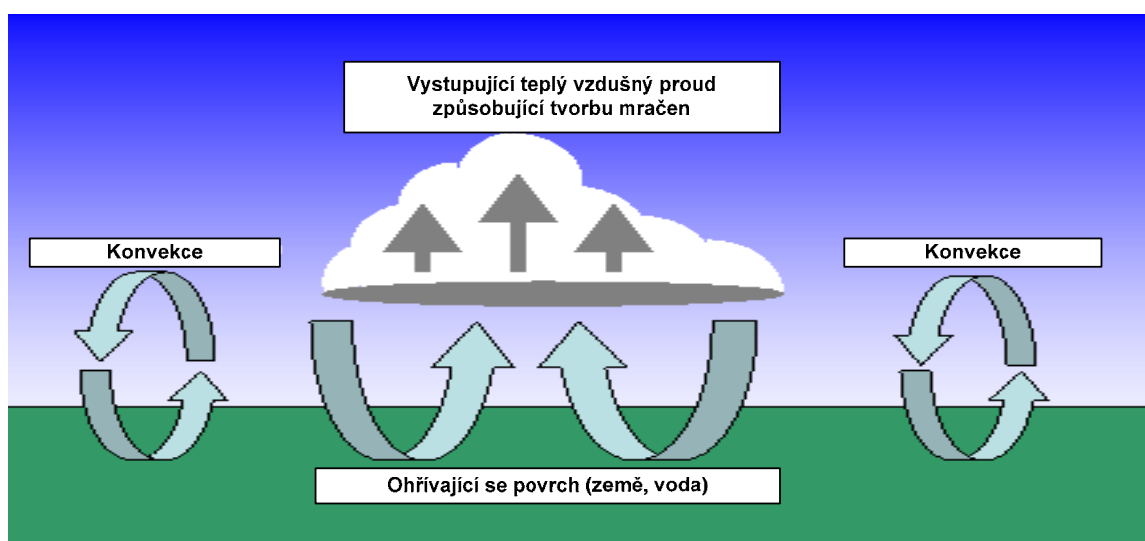 Vystupující teplý vzdušný proud
způsobující tvorbu mračen
Konvekce
Konvekce
Ohřívající se povrch (země, voda)